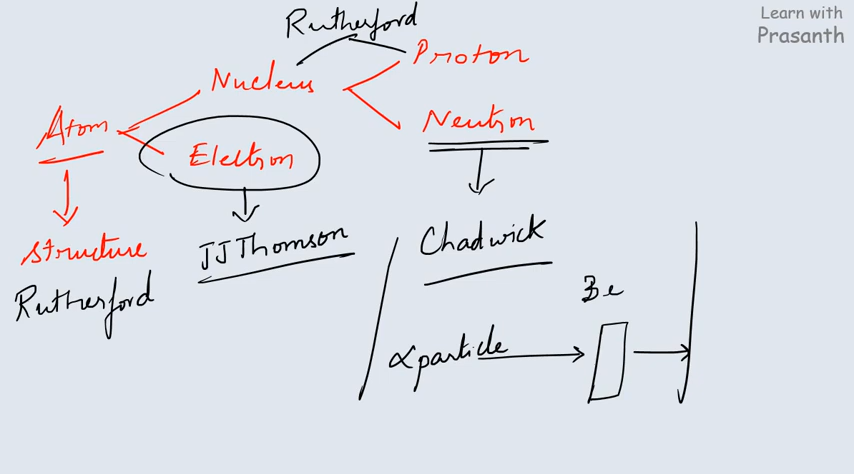 Learn with
Prasanth
Rutherford
Proton
Nucleus
Atom
Neutron
Electron
Structure
Rutherford
JJ Thomson
Chadwick
Be
α particle